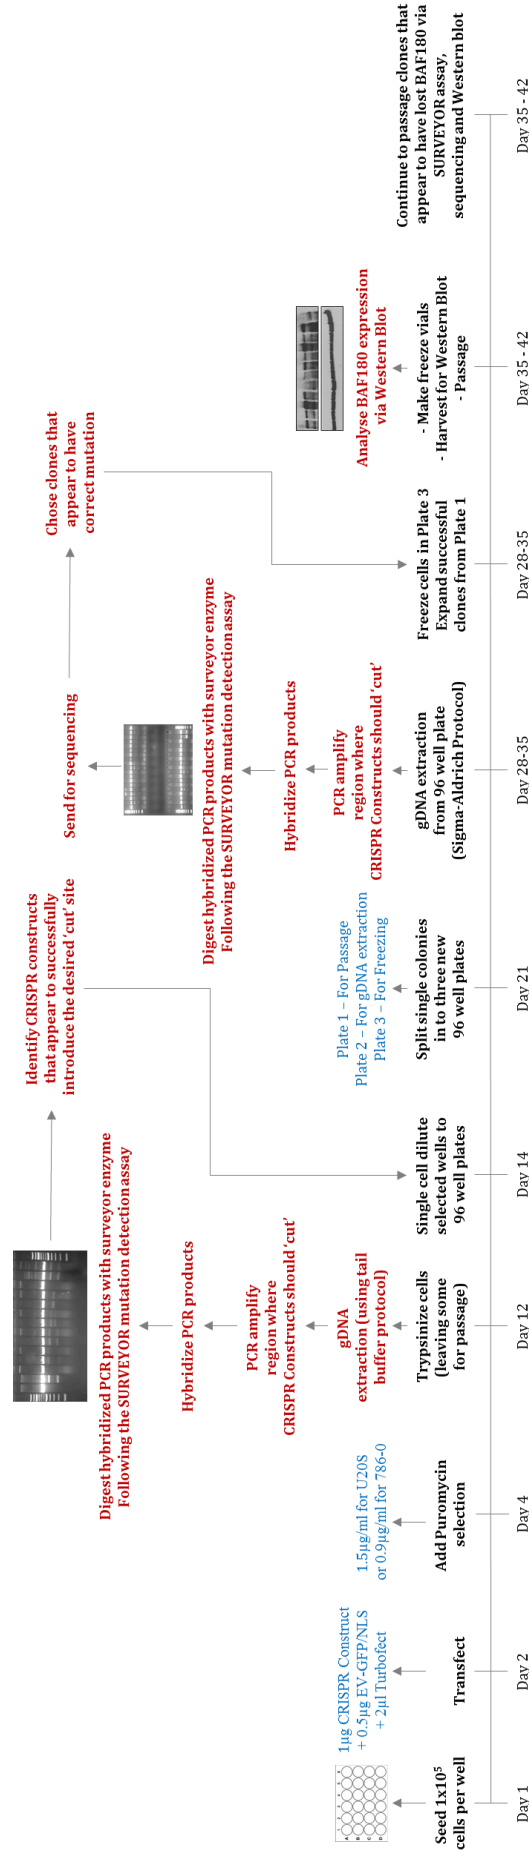 Seed 1x10⁵
cells per well
Day 1
1µg CRISPR Construct
+ 0.5µg EV-GFP/NLS
+ 2µl Turbofect
Transfect
Day 2
1.5µg/ml for U20S
or 0.9µg/ml for 786-0
Add Puromycin
selection
Day 4
Trypsinize cells
(leaving some
for passage)
Day 12
gDNA
extraction (using tail
buffer protocol)
PCR amplify
region where
CRISPR Constructs should ‘cut’
Hybridize PCR products
Digest hybridized PCR products with surveyor enzyme
Following the SURVEYOR mutation detection assay
Identify CRISPR constructs
that appear to successfully
introduce the desired ‘cut’ site
Single cell dilute
selected wells to
96 well plates
Day 14
Plate 1 – For Passage
Plate 2 – For gDNA extraction
Plate 3 – For Freezing
Split single colonies
in to three new
96 well plates
Day 21
gDNA extraction
from 96 well plate
(Sigma-Aldrich Protocol)
Day 28-35
PCR amplify
region where
CRISPR Constructs should ‘cut’
Hybridize PCR products
Digest hybridized PCR products with surveyor enzyme
Following the SURVEYOR mutation detection assay
Send for sequencing
Chose clones that
appear to have
correct mutation
Freeze cells in Plate 3
Expand successful
clones from Plate 1
Day 28-35
Analyse BAF180 expression
via Western Blot
- Make freeze vials
- Harvest for Western Blot
- Passage
Day 35 - 42
Continue to passage clones that
appear to have lost BAF180 via
SURVEYOR assay,
sequencing and Western blot
Day 35 - 42